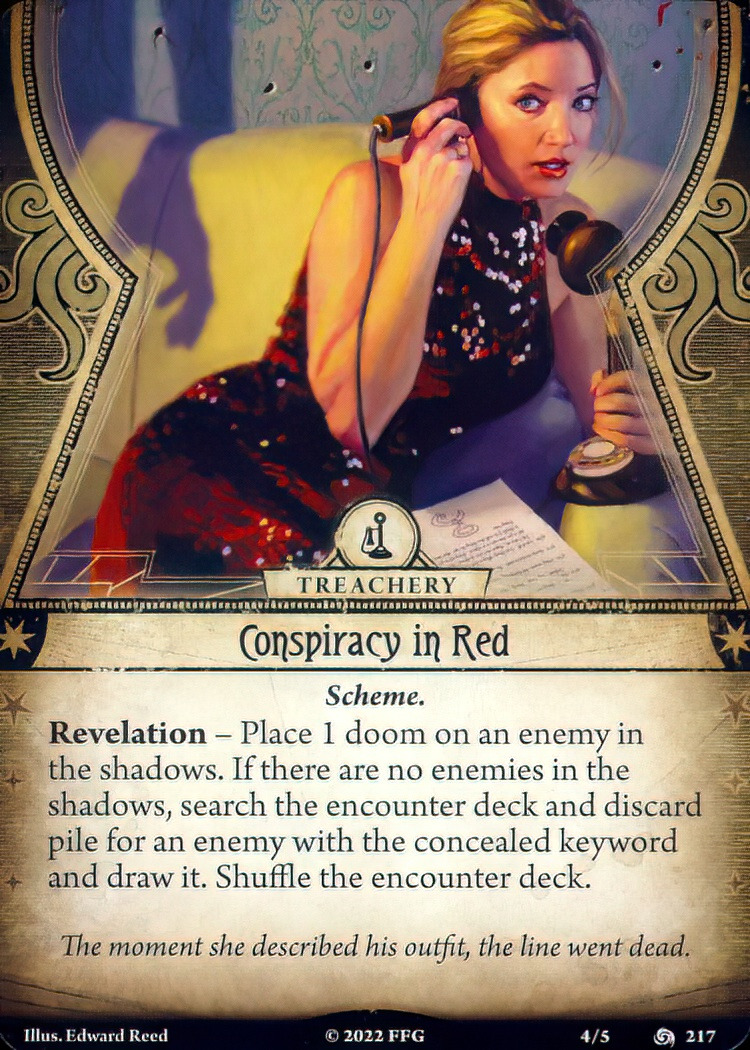 TREACHERY
Conspiracy in Red
Scheme.
Revelation – Place 1 doom on an enemy in
the shadows. If there are no enemies in the
shadows, search the encounter deck and discard
pile for an enemy with the concealed keyword
and draw it. Shuffle the encounter deck.
The moment she described his outfit, the line went dead.
Illus. Edward Reed © 2022 FFG 4/5 217